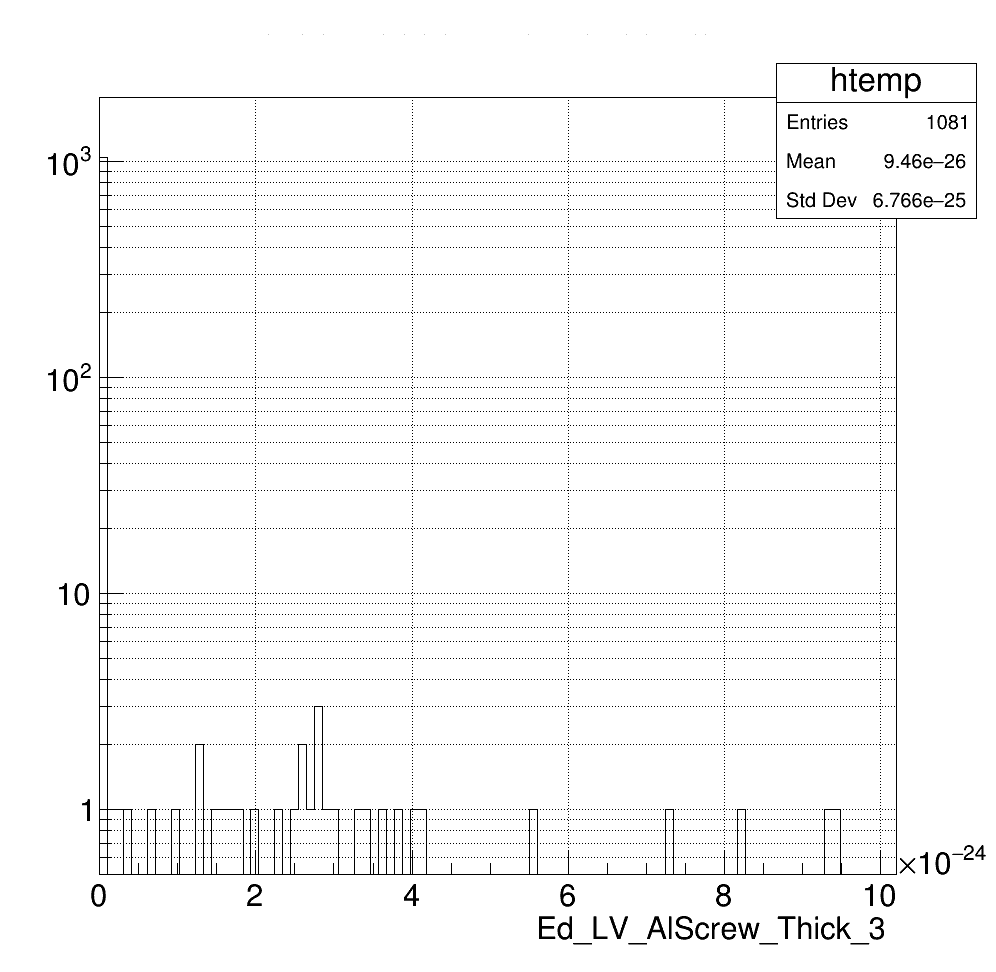 htemp
Entries 1081
Mean 9.46e–26
Std Dev 6.766e–25
10³
10²
10
1
0 2 4 6 8 10
×10⁻²⁴
Ed_LV_AlScrew_Thick_3